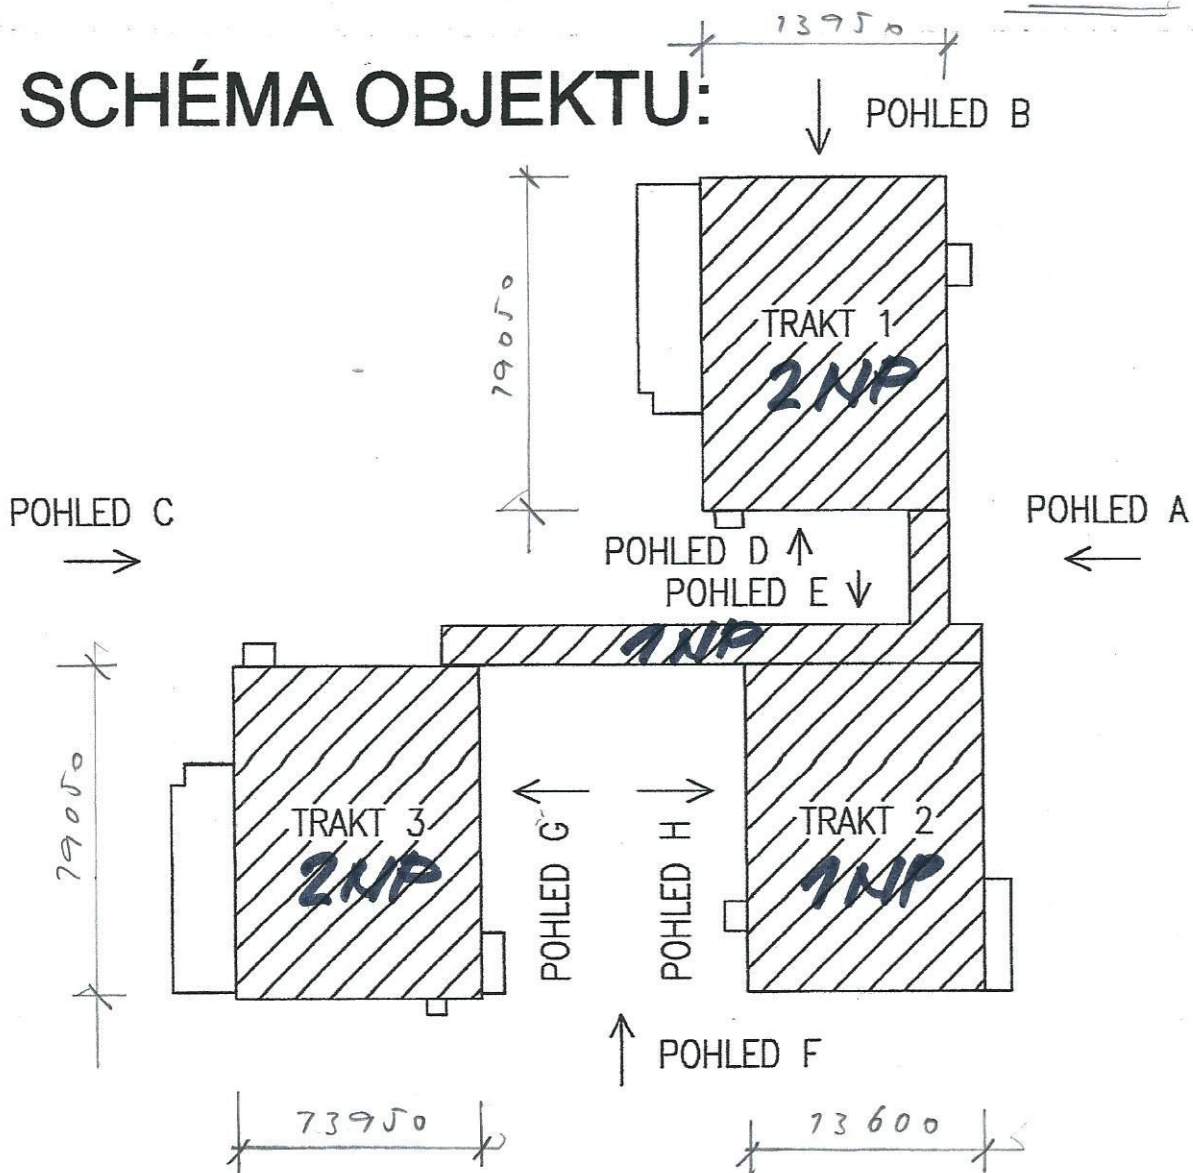 13950
SCHÉMA OBJEKTU:
POHLED B
19050
TRAKT 1
2NP
POHLED C
POHLED A
POHLED D
POHLED E
1NP
19050
TRAKT 3
2NP
POHLED G
POHLED H
TRAKT 2
1NP
POHLED F
13950
13600